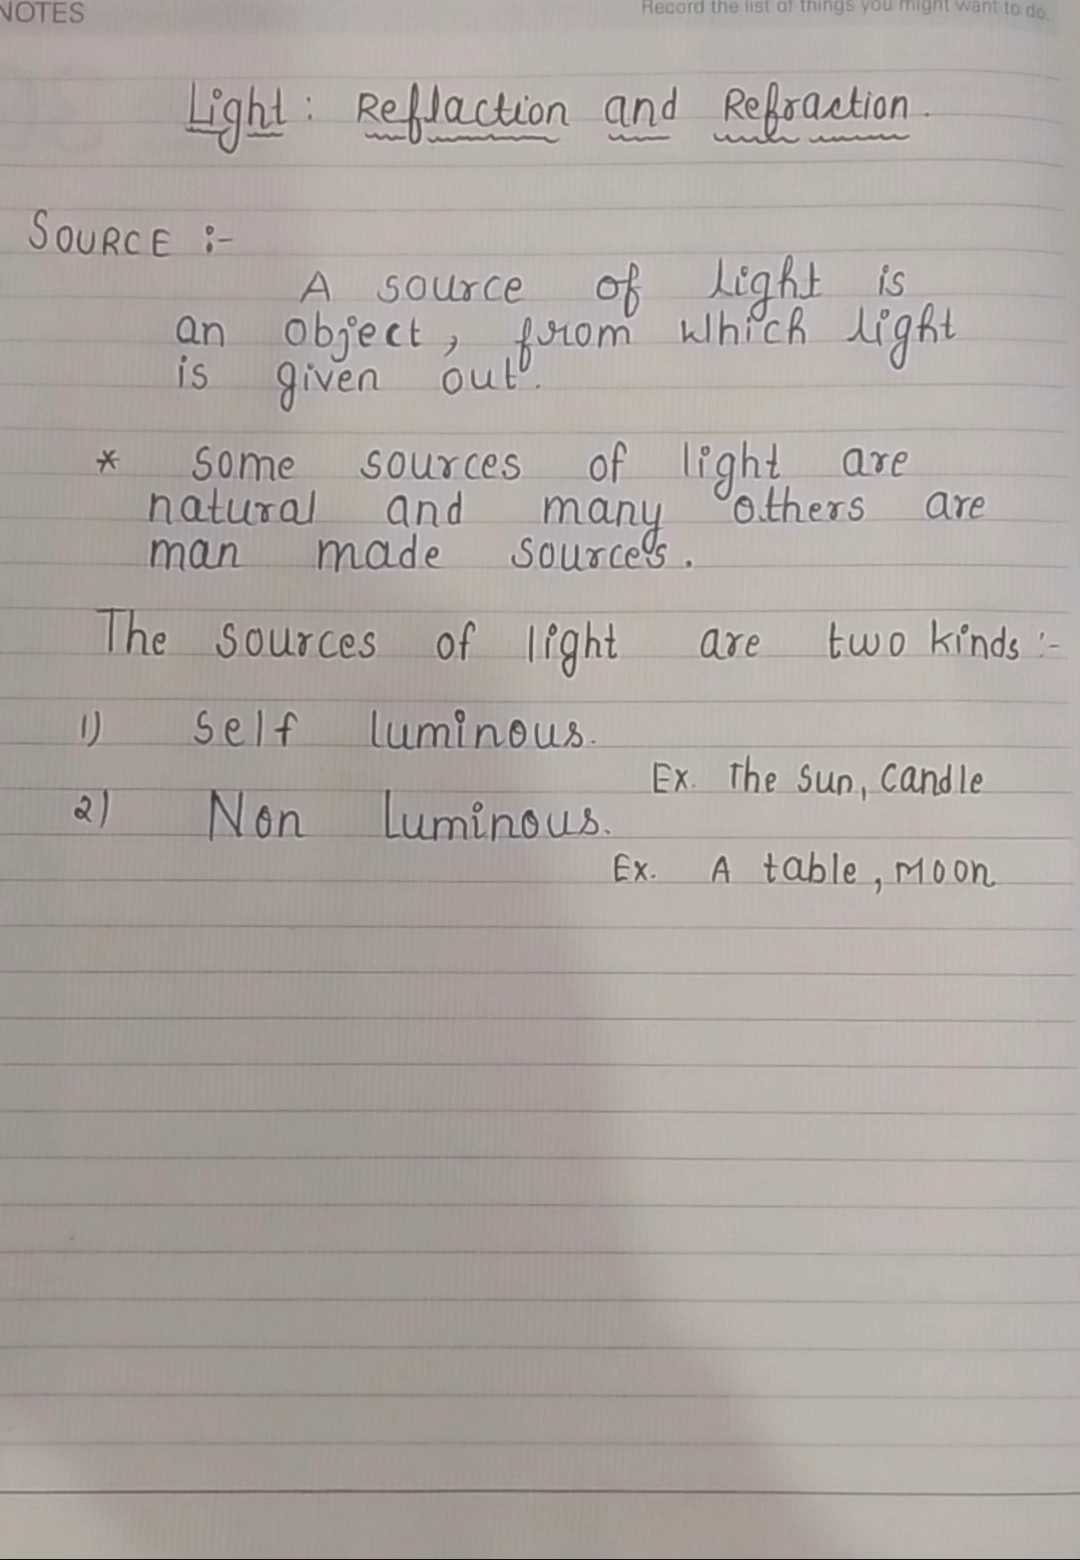 NOTES
Record the list of things you might want to do.
Light : Reflaction and Refraction.
SOURCE :-
A source of light is
an object, from which light
is given out.
* Some sources of light are
natural and many others are
man made sources.
The sources of light are two kinds :-
1) Self luminous.
Ex. The Sun, Candle
2) Non Luminous.
Ex. A table, Moon